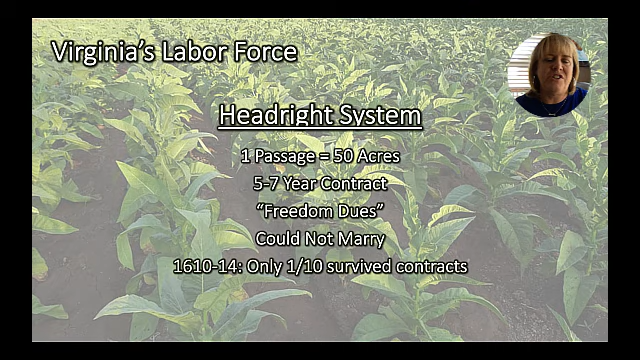 Virginia's Labor Force
Headright System
1 Passage = 50 Acres
5-7 Year Contract
“Freedom Dues”
Could Not Marry
1610-14: Only 1/10 survived contracts